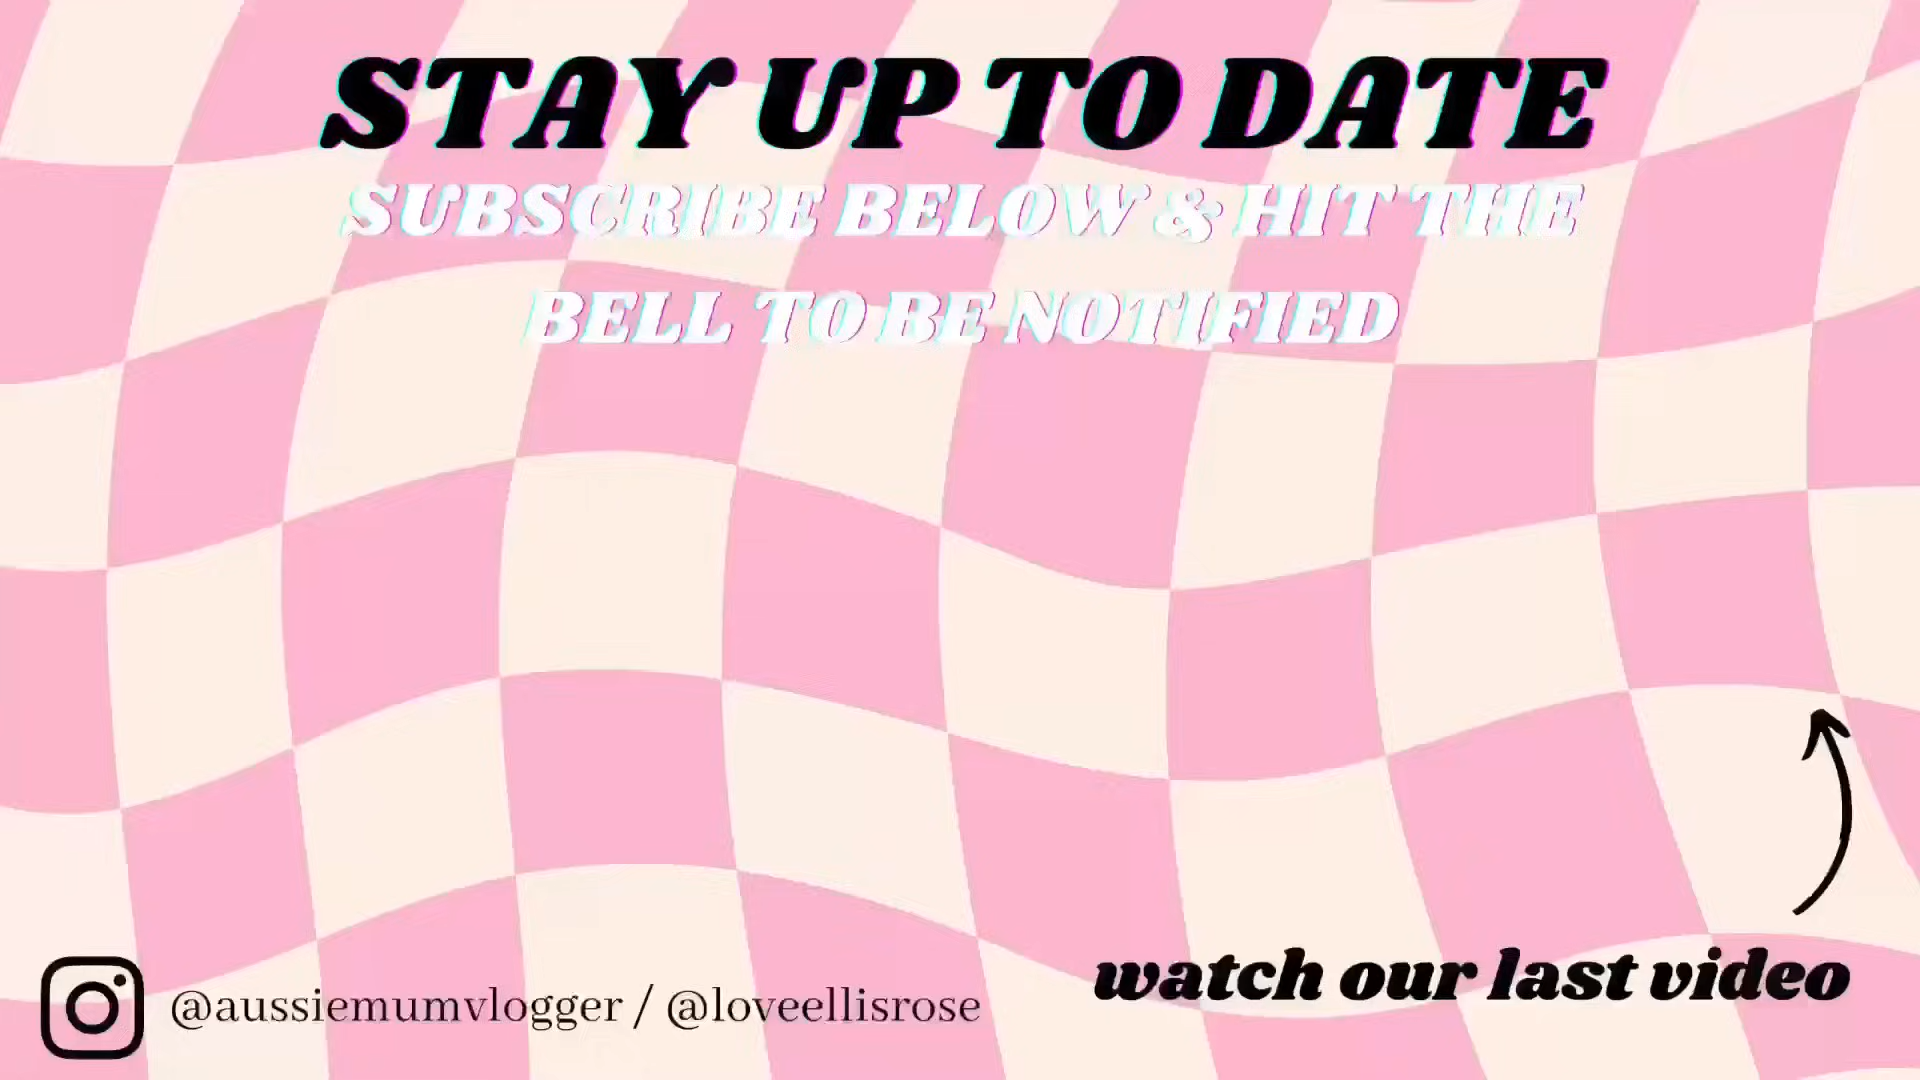 STAY UP TO DATE
SUBSCRIBE BELOW & HIT THE
BELL TO BE NOTIFIED
watch our last video
@aussiemumvlogger / @loveellisrose